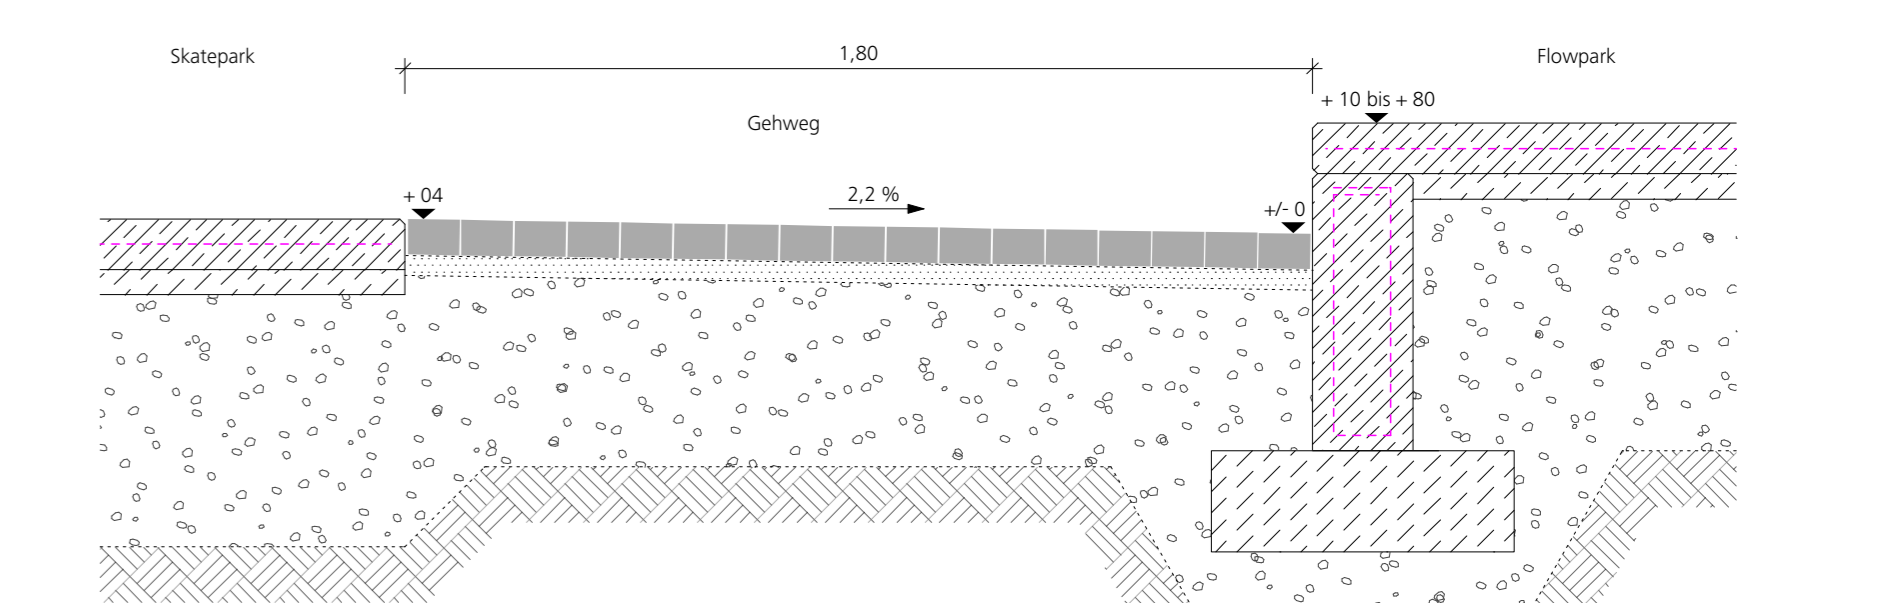 Skatepark
1,80
Flowpark
+ 10 bis + 80
Gehweg
+ 04
2,2 %
+/- 0